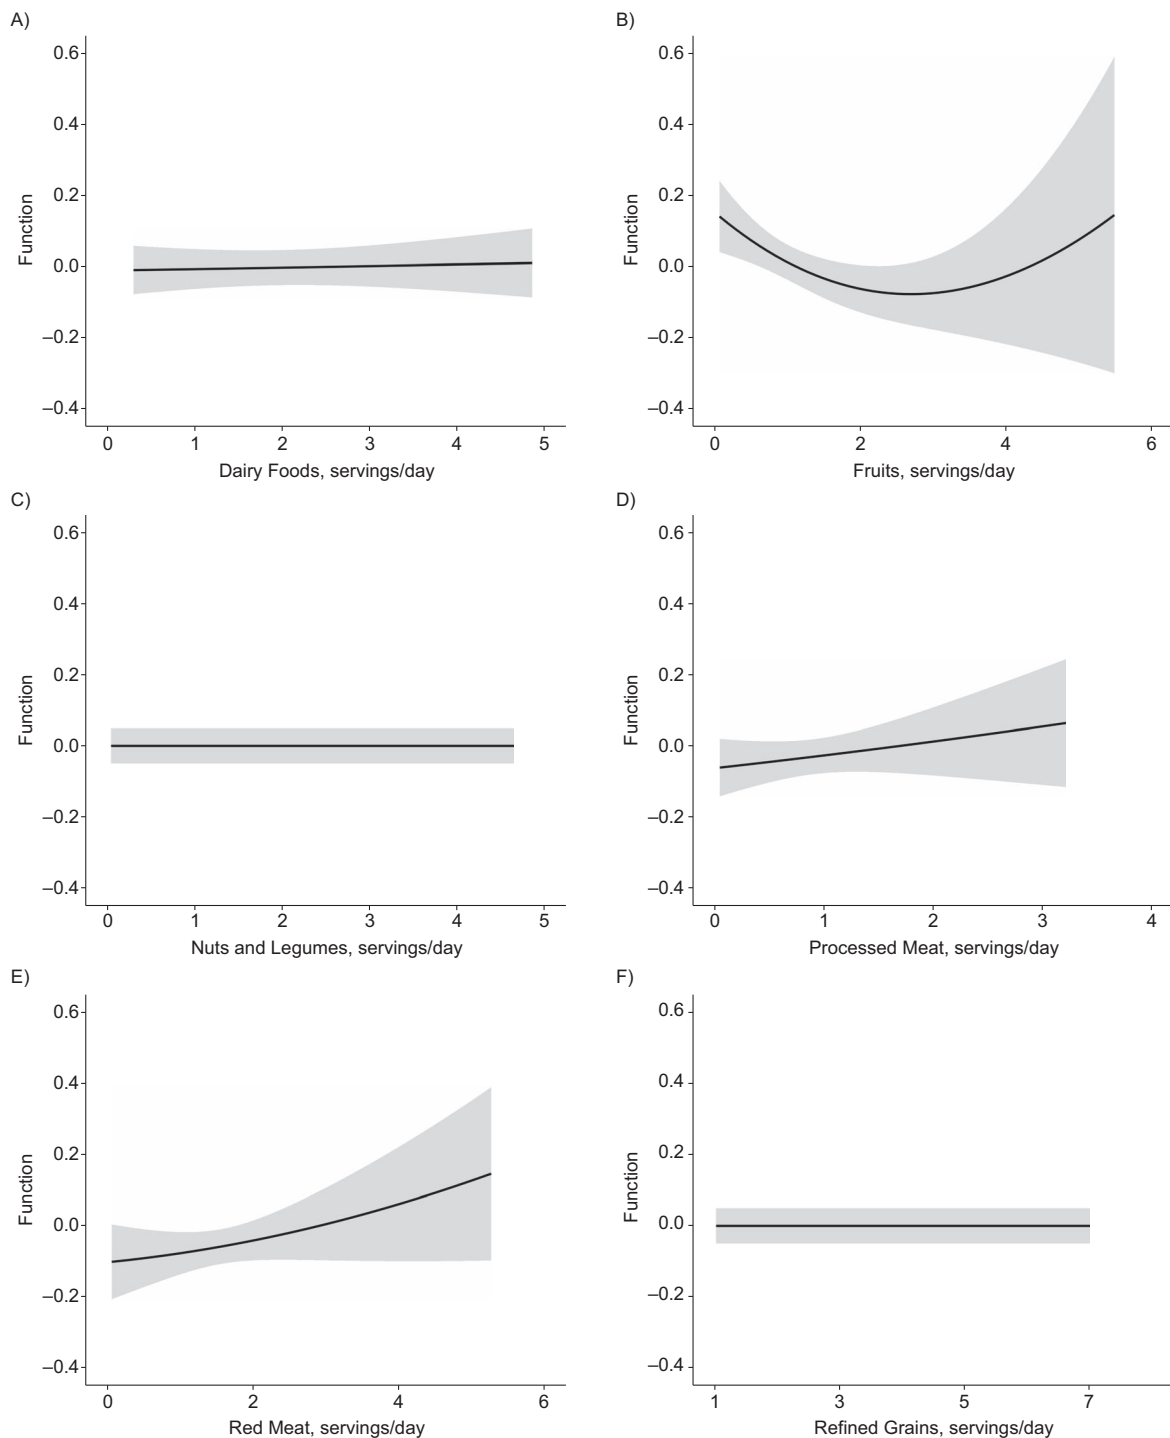 A)
0.6
0.4
0.2
0.0
–0.2
–0.4
Function
0 1 2 3 4 5
Dairy Foods, servings/day
B)
0.6
0.4
0.2
0.0
–0.2
–0.4
Function
0 2 4 6
Fruits, servings/day
C)
0.6
0.4
0.2
0.0
–0.2
–0.4
Function
0 1 2 3 4 5
Nuts and Legumes, servings/day
D)
0.6
0.4
0.2
0.0
–0.2
–0.4
Function
0 1 2 3 4
Processed Meat, servings/day
E)
0.6
0.4
0.2
0.0
–0.2
–0.4
Function
0 2 4 6
Red Meat, servings/day
F)
0.6
0.4
0.2
0.0
–0.2
–0.4
Function
1 3 5 7
Refined Grains, servings/day